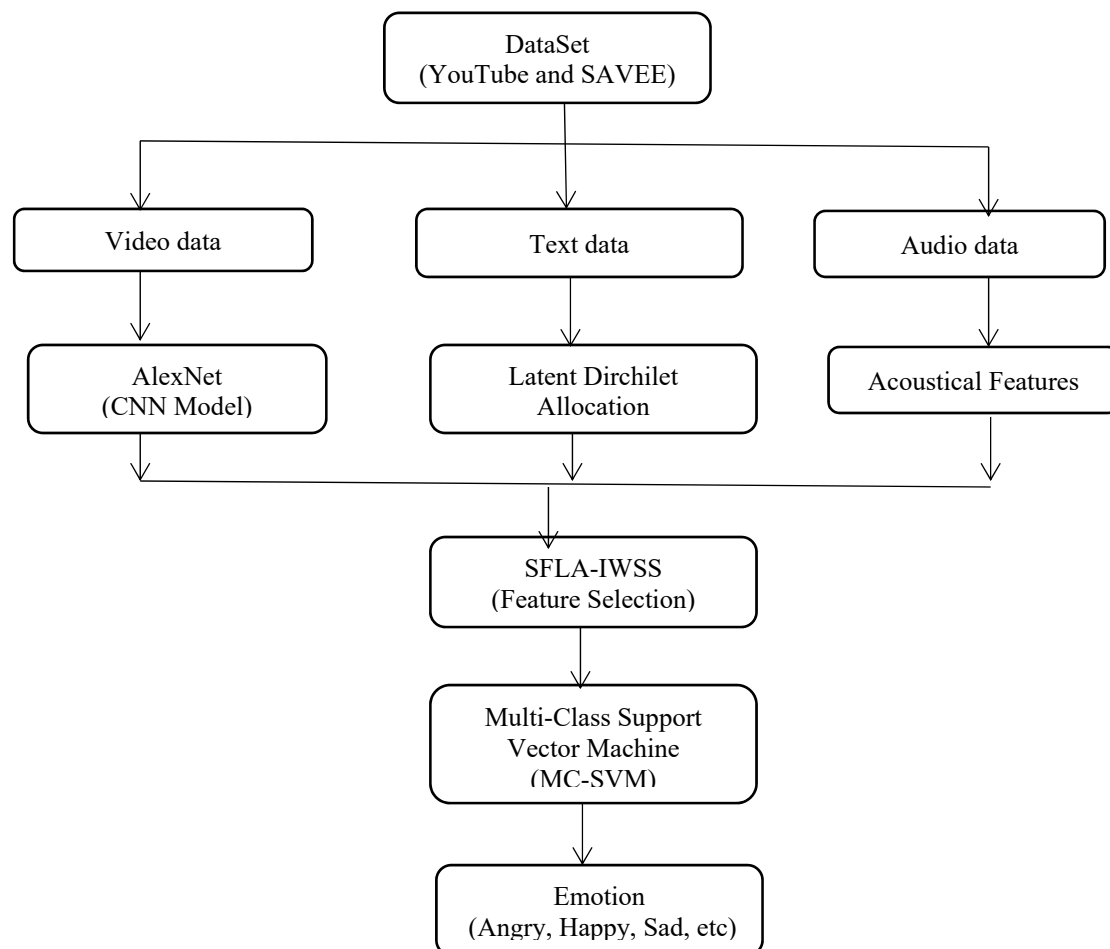 DataSet
(YouTube and SAVEE)
Video data
Text data
Audio data
AlexNet
(CNN Model)
Latent Dirchilet
Allocation
Acoustical Features
SFLA-IWSS
(Feature Selection)
Multi-Class Support
Vector Machine
(MC-SVM)
Emotion
(Angry, Happy, Sad, etc)